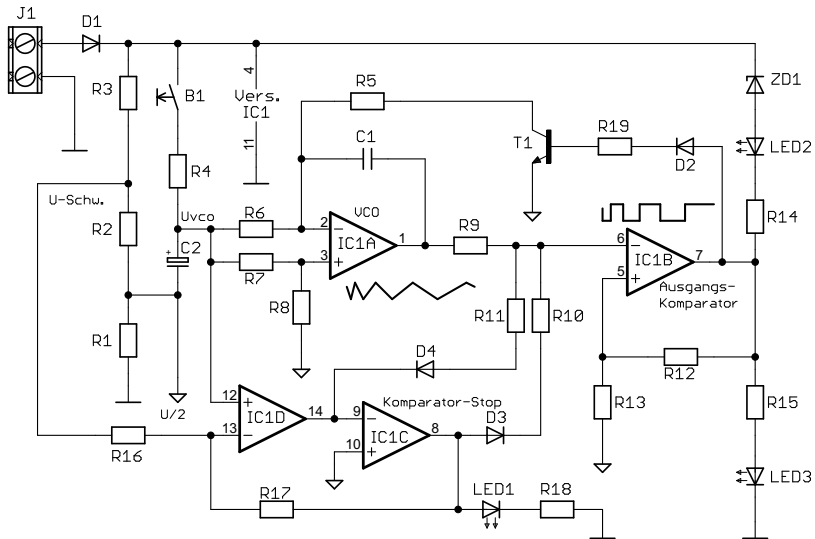 J1
D1
R3
B1
4
Vers.
IC1
11
R5
C1
T1
R19
D2
ZD1
LED2
R4
U-Schw.
R2
Uvco
+
C2
R6
R7
2
-
3
+
VCO
IC1A
1
R9
R8
R11
R10
6
-
5
+
IC1B
7
R14
Ausgangs-
Komparator
R1
U/2
D4
R12
R13
R15
12
+
13
-
IC1D
14
Komparator-Stop
9
-
10
+
IC1C
8
D3
R16
R17
LED1
R18
LED3